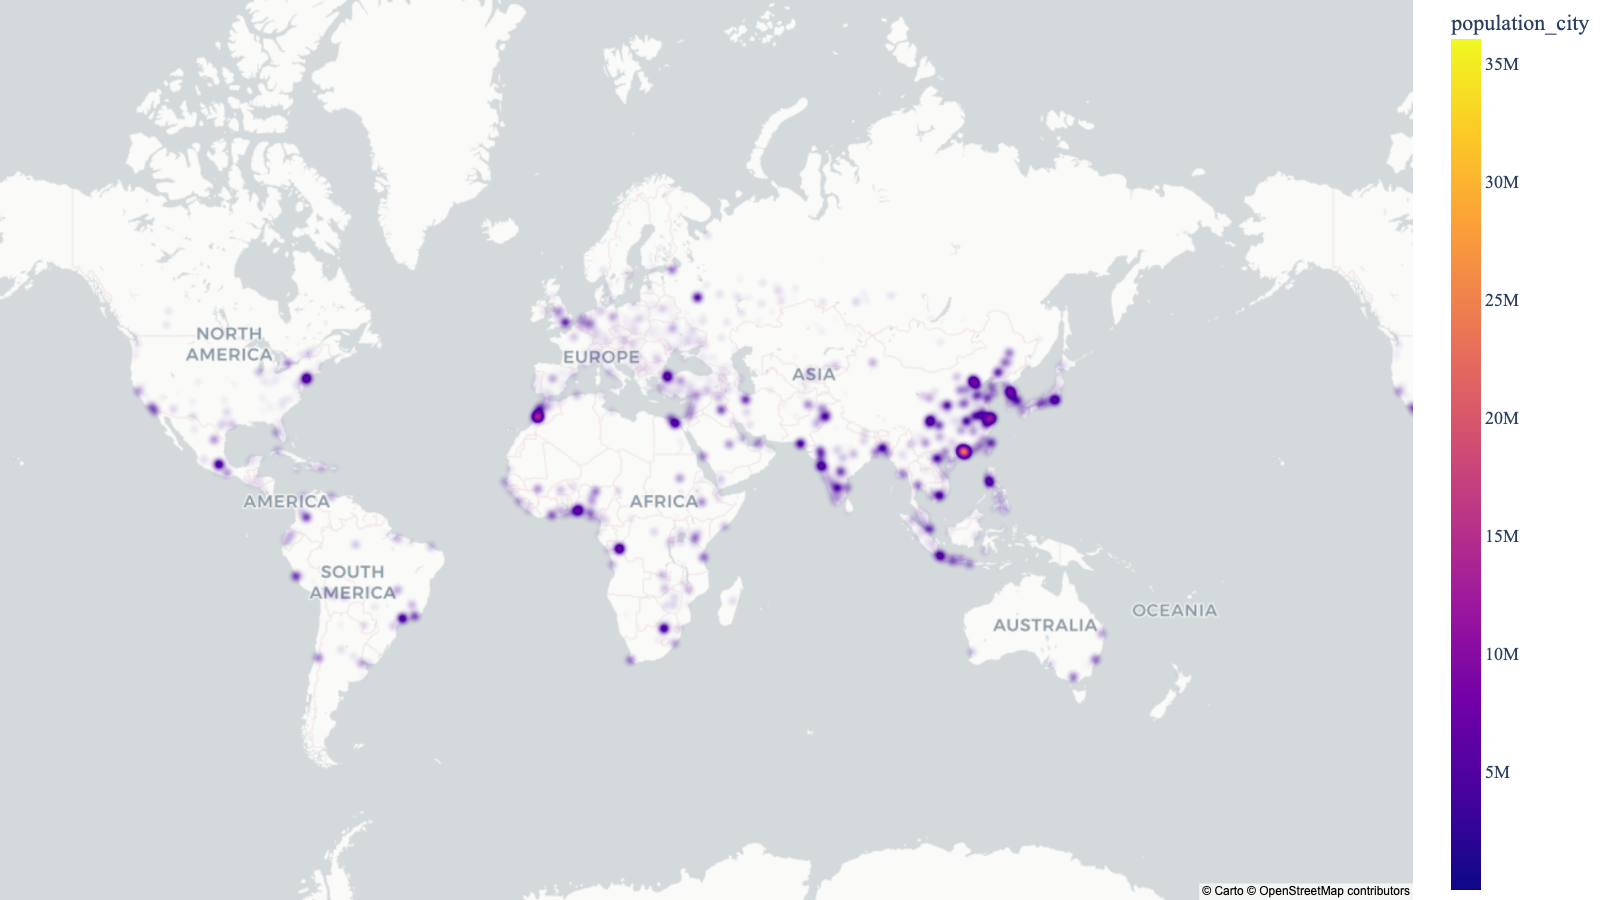 population_city
35M
30M
25M
20M
15M
10M
5M
NORTH
AMERICA
EUROPE
ASIA
AMERICA
AFRICA
SOUTH
AMERICA
OCEANIA
AUSTRALIA
© Carto © OpenStreetMap contributors